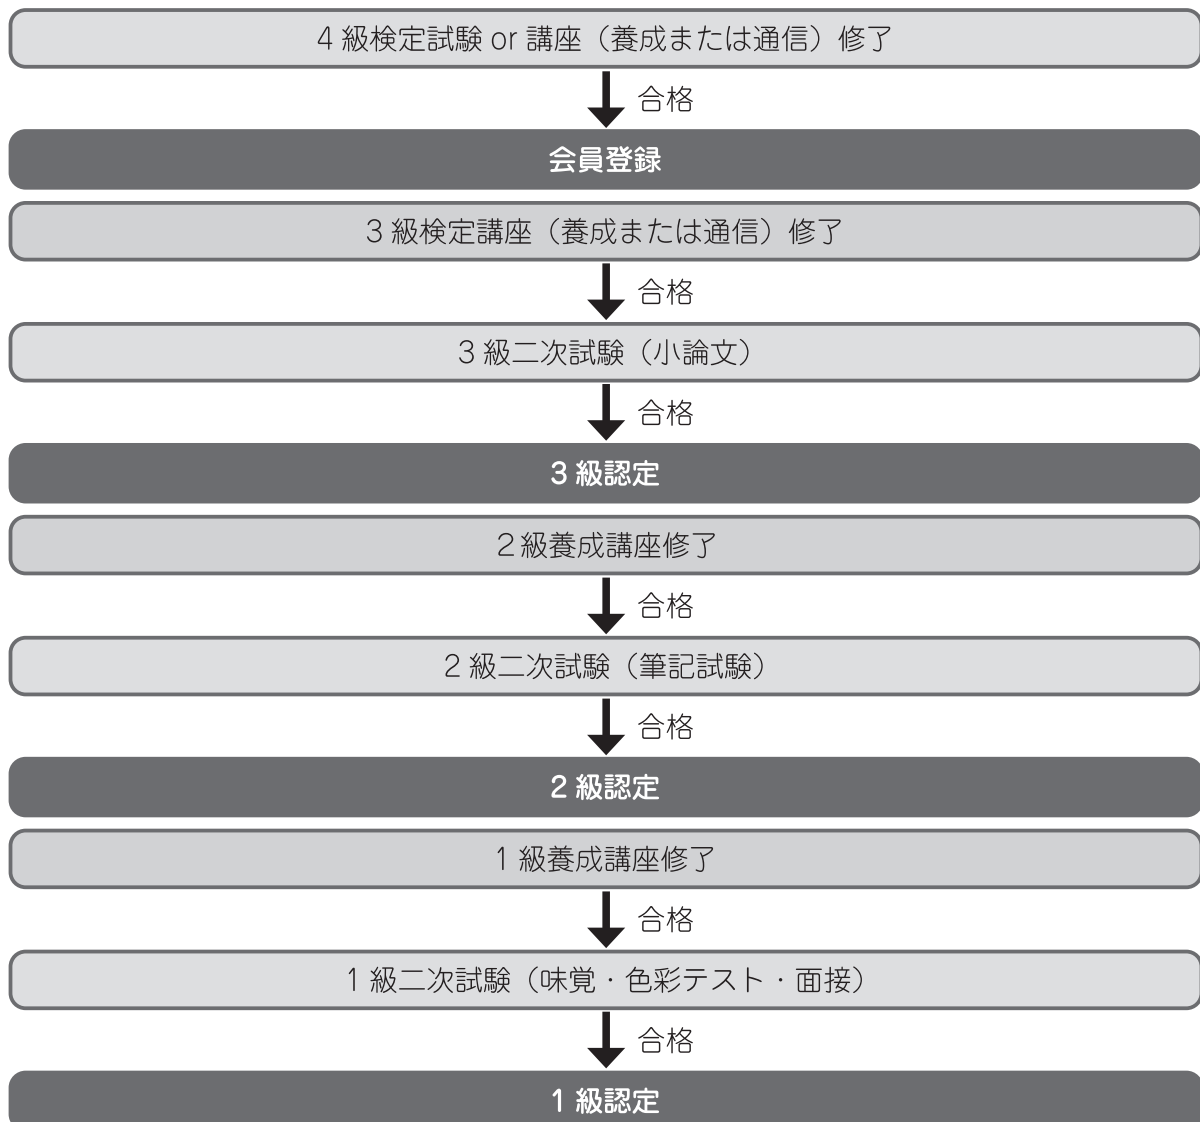 4級検定試験 or 講座（養成または通信）修了
合格
会員登録
3級検定講座（養成または通信）修了
合格
3級二次試験（小論文）
合格
3級認定
2級養成講座修了
合格
2級二次試験（筆記試験）
合格
2級認定
1級養成講座修了
合格
1級二次試験（味覚・色彩テスト・面接）
合格
1級認定